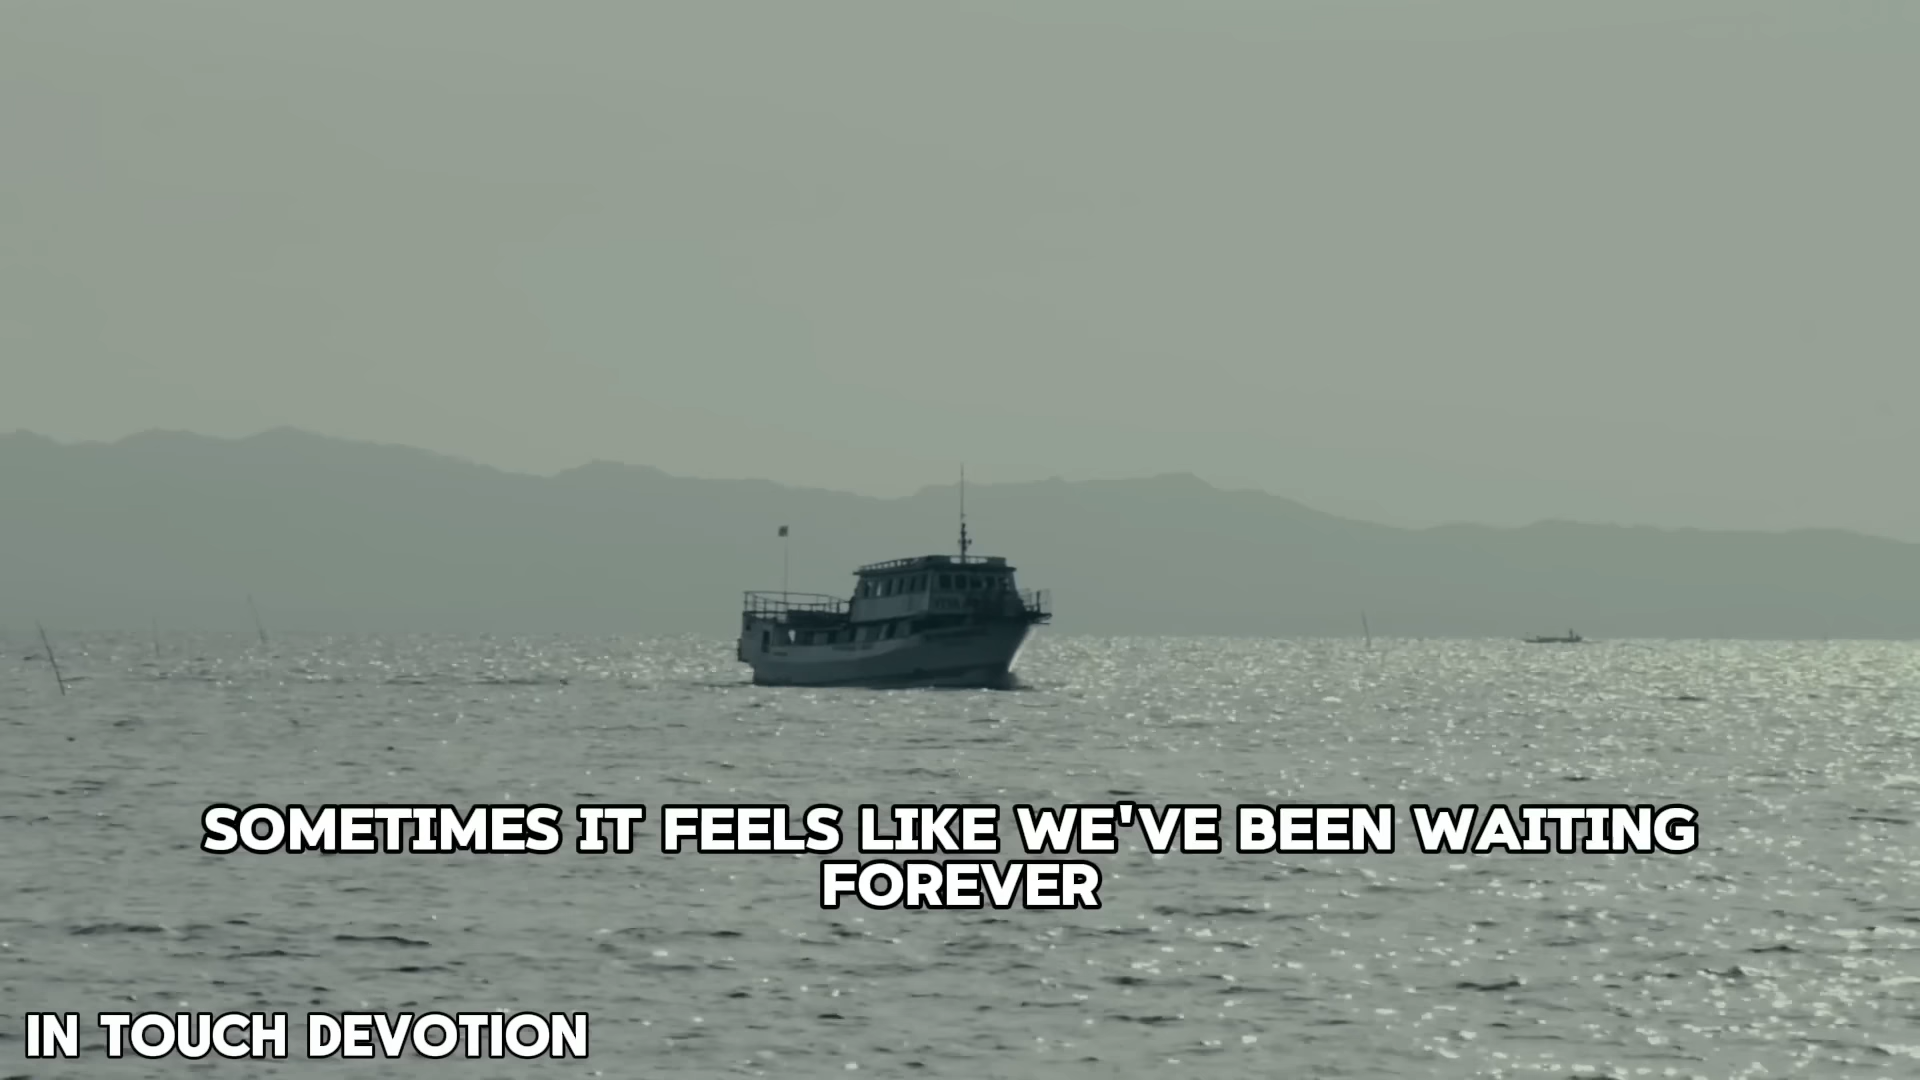 SOMETIMES IT FEELS LIKE WE'VE BEEN WAITING
FOREVER
IN TOUCH DEVOTION